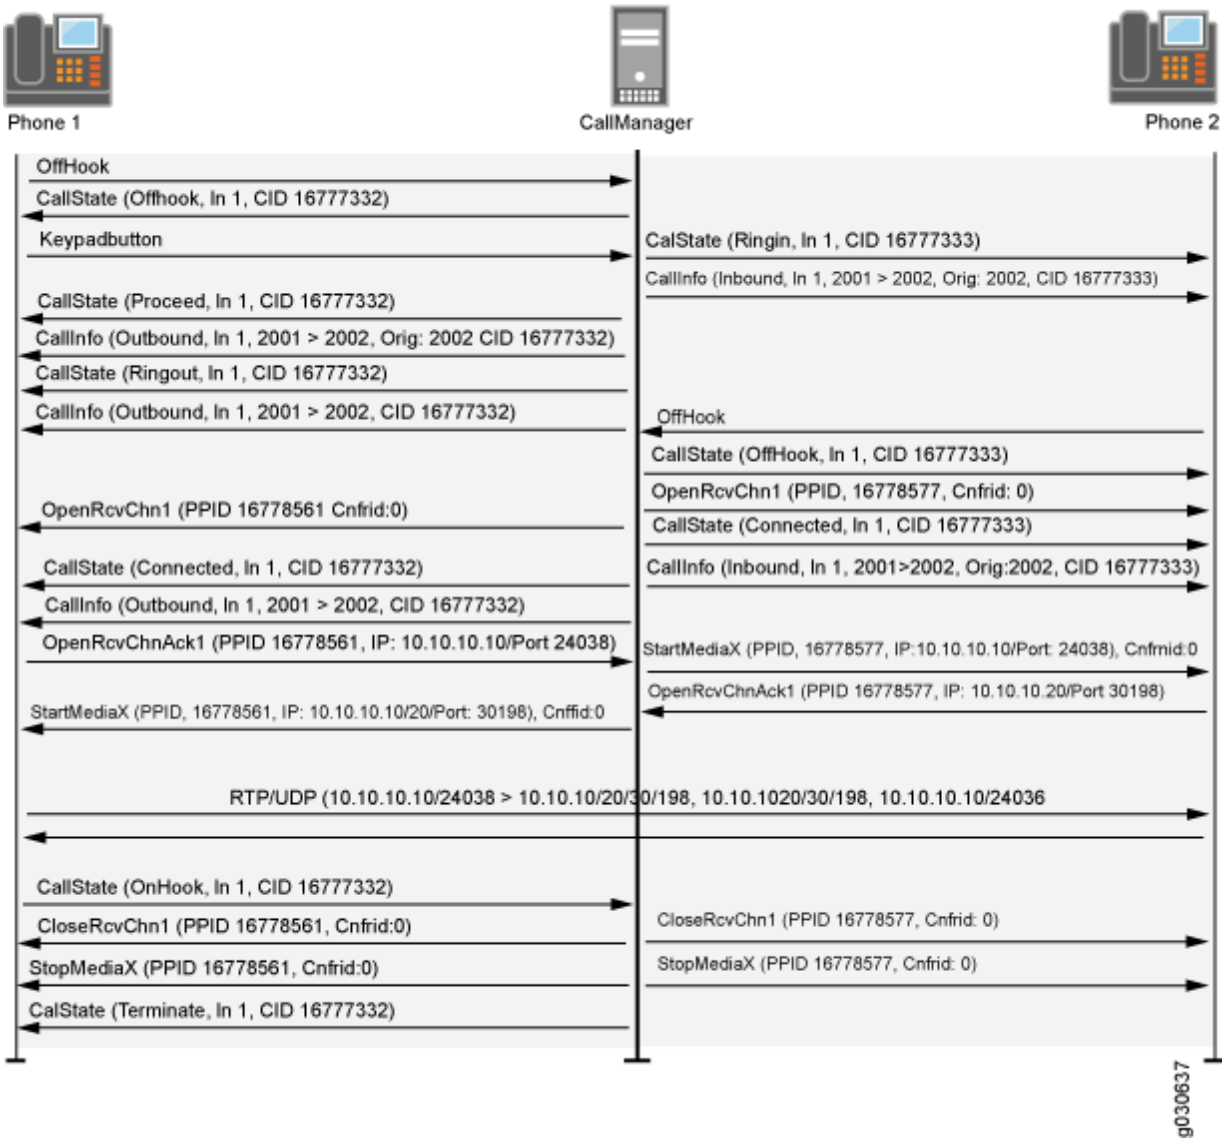 Phone 1
CallManager
Phone 2
OffHook
CallState (Offhook, In 1, CID 16777332)
Keypadbutton
CalState (Ringin, In 1, CID 16777333)
CallInfo (Inbound, In 1, 2001 > 2002, Orig: 2002, CID 16777333)
CallState (Proceed, In 1, CID 16777332)
CallInfo (Outbound, In 1, 2001 > 2002, Orig: 2002 CID 16777332)
CallState (Ringout, In 1, CID 16777332)
CallInfo (Outbound, In 1, 2001 > 2002, CID 16777332)
OffHook
CallState (OffHook, In 1, CID 16777333)
OpenRcvChn1 (PPID, 16778577, Cnfrid: 0)
OpenRcvChn1 (PPID 16778561 Cnfrid:0)
CallState (Connected, In 1, CID 16777333)
CallState (Connected, In 1, CID 16777332)
CallInfo (Inbound, In 1, 2001>2002, Orig:2002, CID 16777333)
CallInfo (Outbound, In 1, 2001 > 2002, CID 16777332)
OpenRcvChnAck1 (PPID 16778561, IP: 10.10.10.10/Port 24038)
StartMediaX (PPID, 16778577, IP:10.10.10.10/Port: 24038), Cnfmid:0
OpenRcvChnAck1 (PPID 16778577, IP: 10.10.10.20/Port 30198)
StartMediaX (PPID, 16778561, IP: 10.10.10.10/20/Port: 30198), Cnffid:0
RTP/UDP (10.10.10.10/24038 > 10.10.10/20/30/198, 10.10.1020/30/198, 10.10.10.10/24036
CallState (OnHook, In 1, CID 16777332)
CloseRcvChn1 (PPID 16778561, Cnfrid:0)
CloseRcvChn1 (PPID 16778577, Cnfrid: 0)
StopMediaX (PPID 16778561, Cnfrid:0)
StopMediaX (PPID 16778577, Cnfrid: 0)
CalState (Terminate, In 1, CID 16777332)
g030637